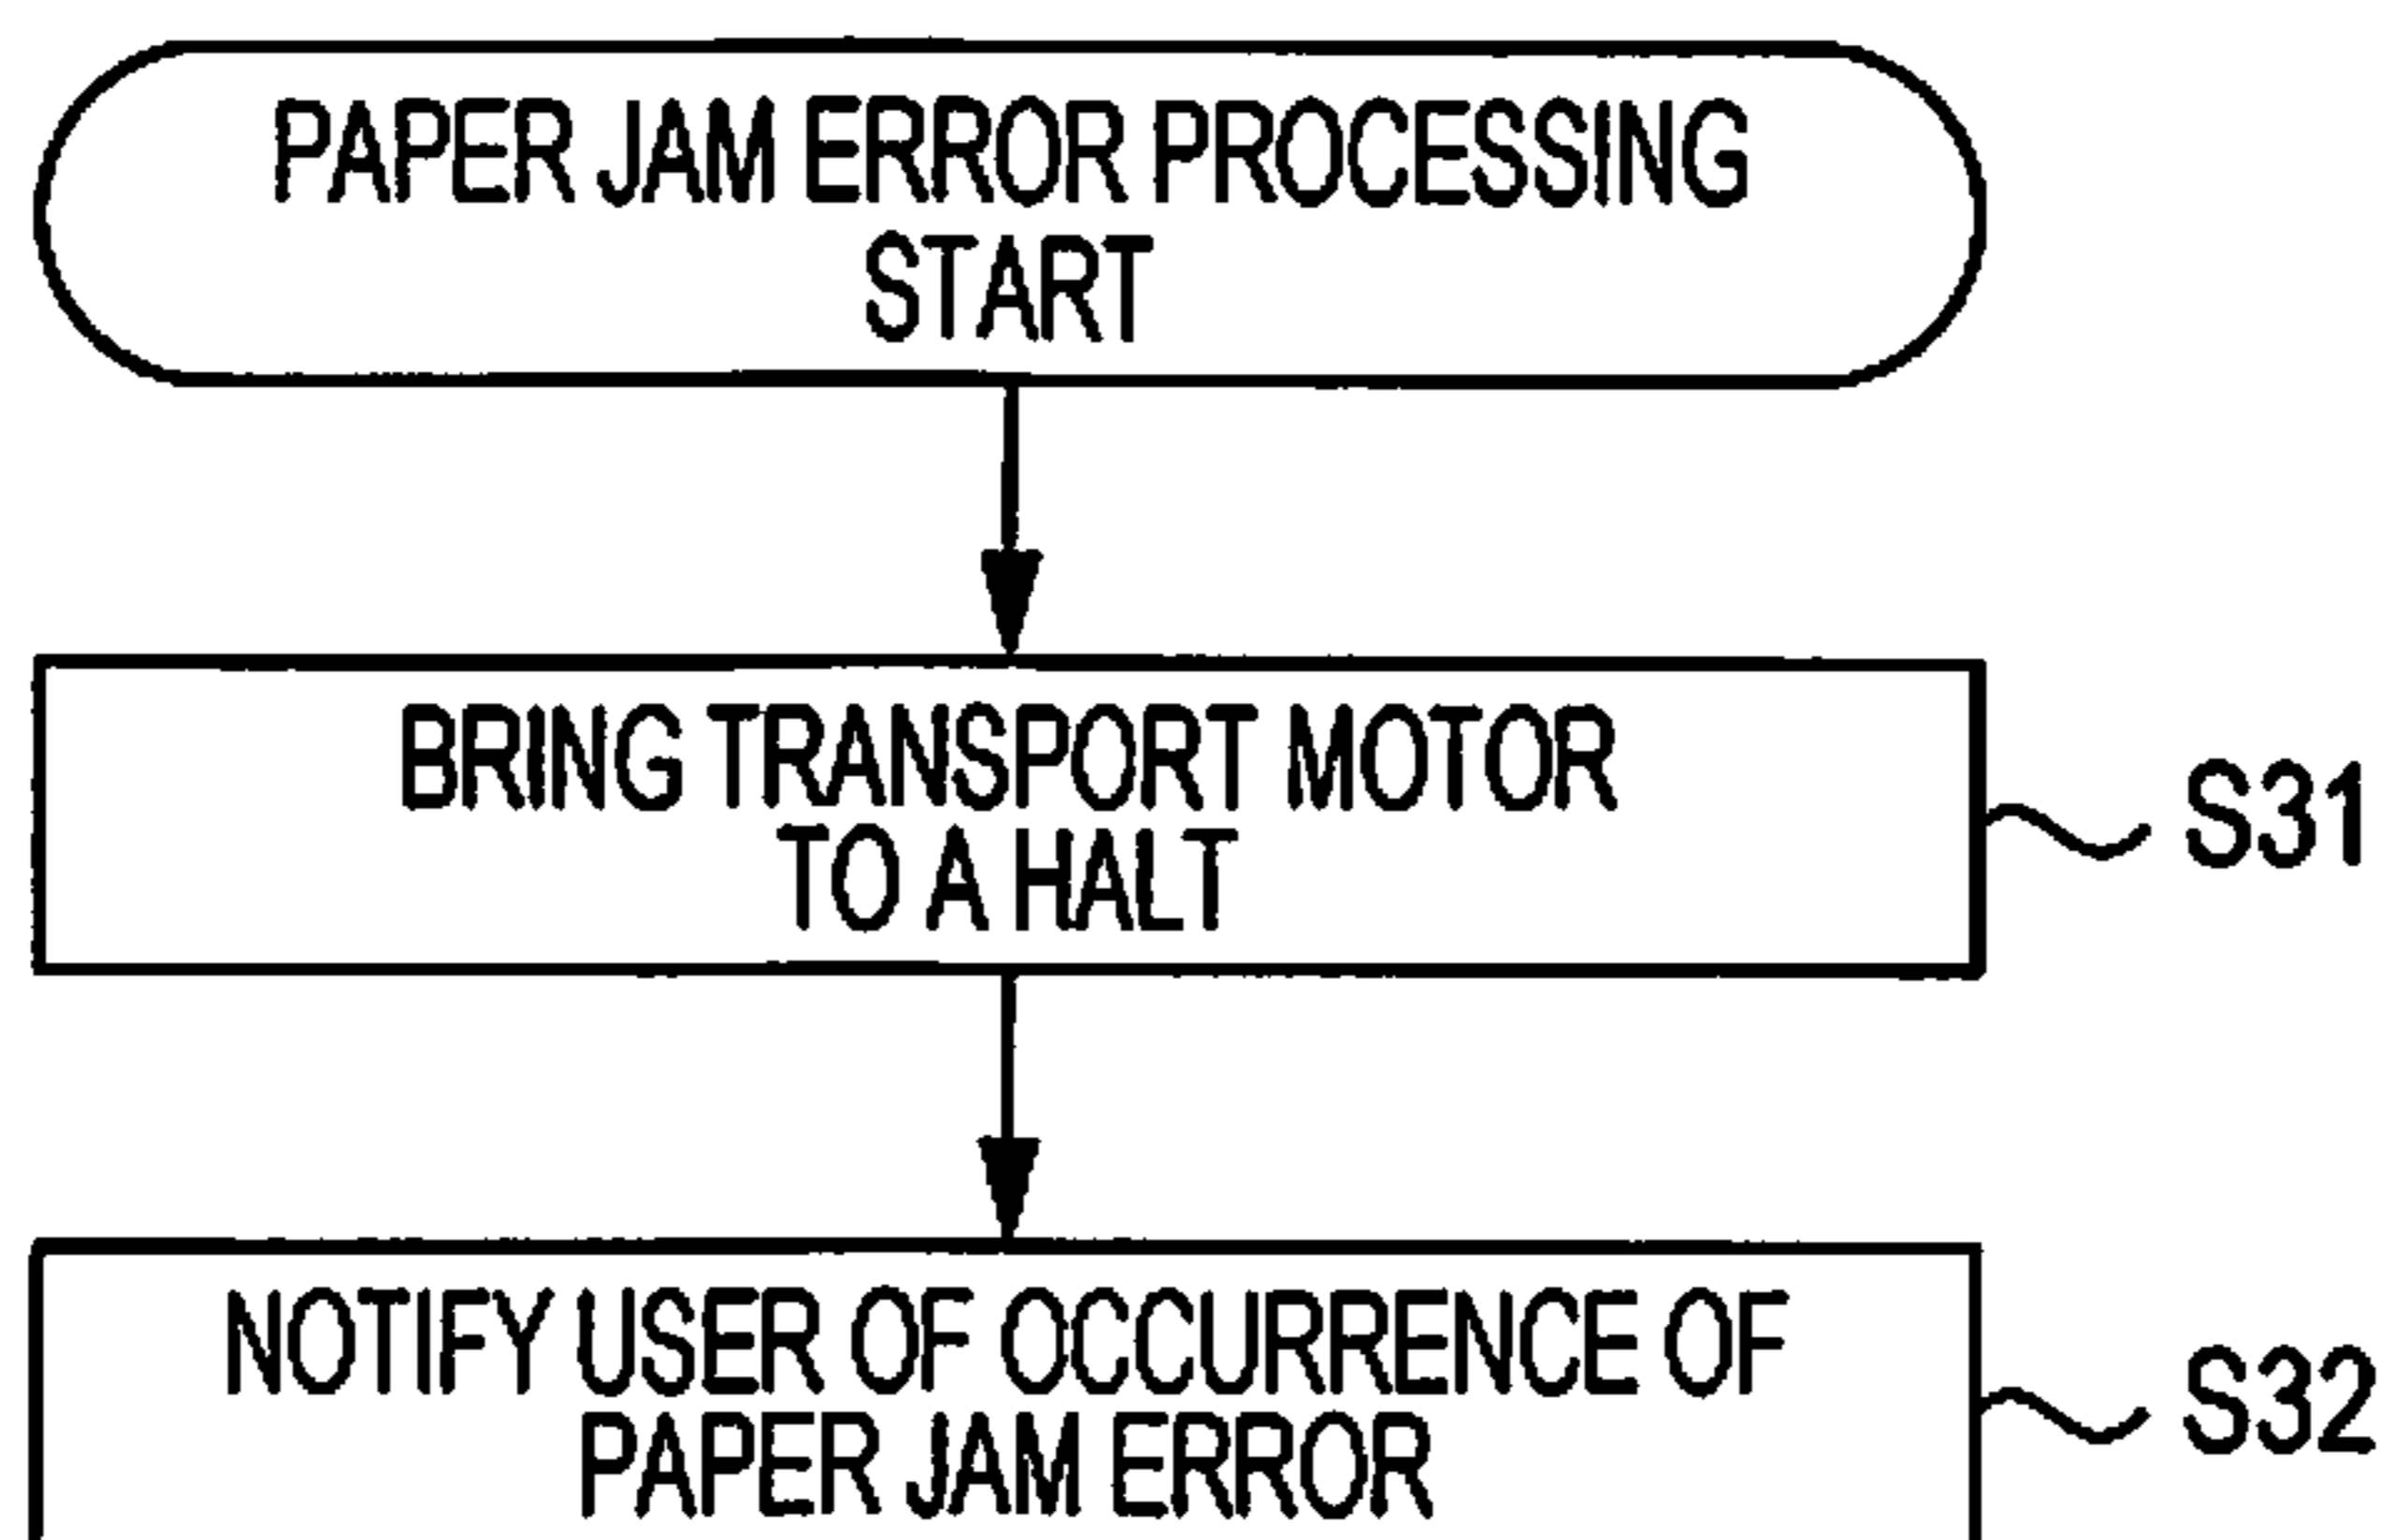 PAPER JAM ERROR PROCESSING
START
BRING TRANSPORT MOTOR
TO A HALT
S31
NOTIFY USER OF OCCURRENCE OF
PAPER JAM ERROR
S32